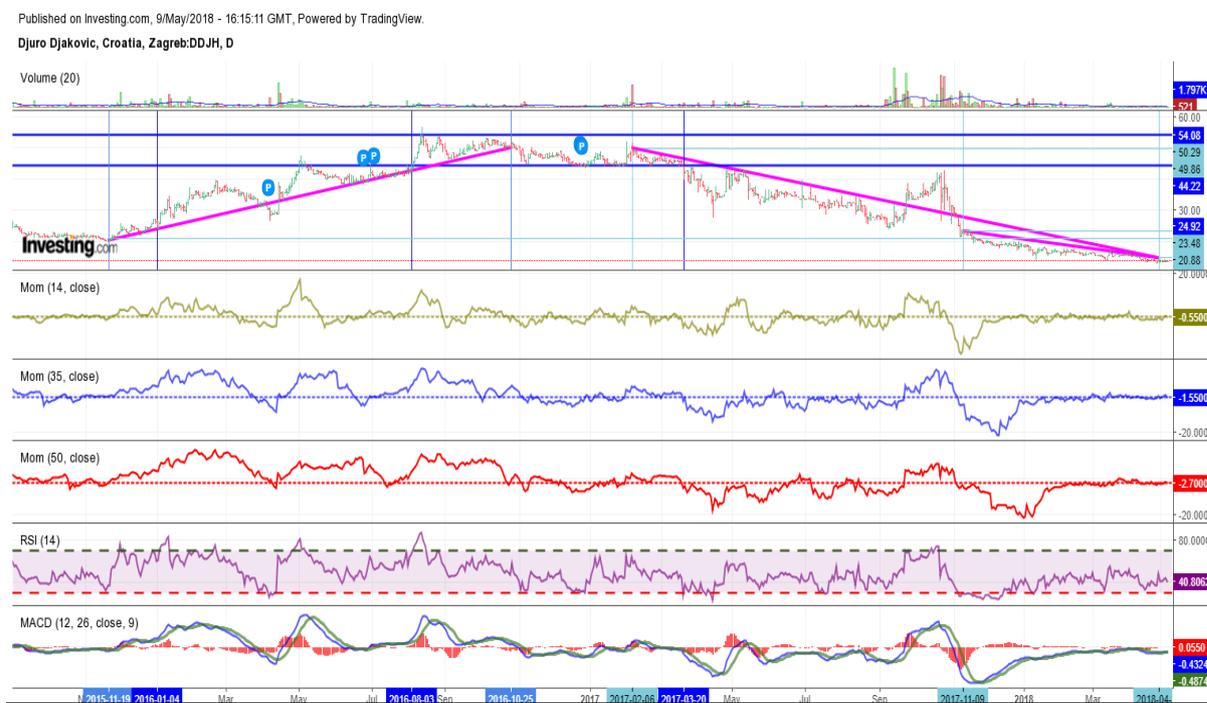 Published on Investing.com, 9/May/2018 - 16:15:11 GMT, Powered by TradingView.
Djuro Djakovic, Croatia, Zagreb:DDJH, D
Volume (20)
1.797K
521
60.00
54.08
50.29
49.86
44.22
30.00
24.92
23.48
20.88
P
P P
P
Investing.com
20.000
Mom (14, close)
-0.5500
Mom (35, close)
-1.5500
-20.000
Mom (50, close)
-2.7000
-20.000
RSI (14)
80.000
40.8062
MACD (12, 26, close, 9)
0.0550
-0.4324
-0.4874
2015-11-19 2016-01-04 Mar May Jul 2016-08-03 Sep 2016-10-25 2017 2017-02-06 2017-03-20 May Jul Sep 2017-11-09 2018 Mar 2018-04-